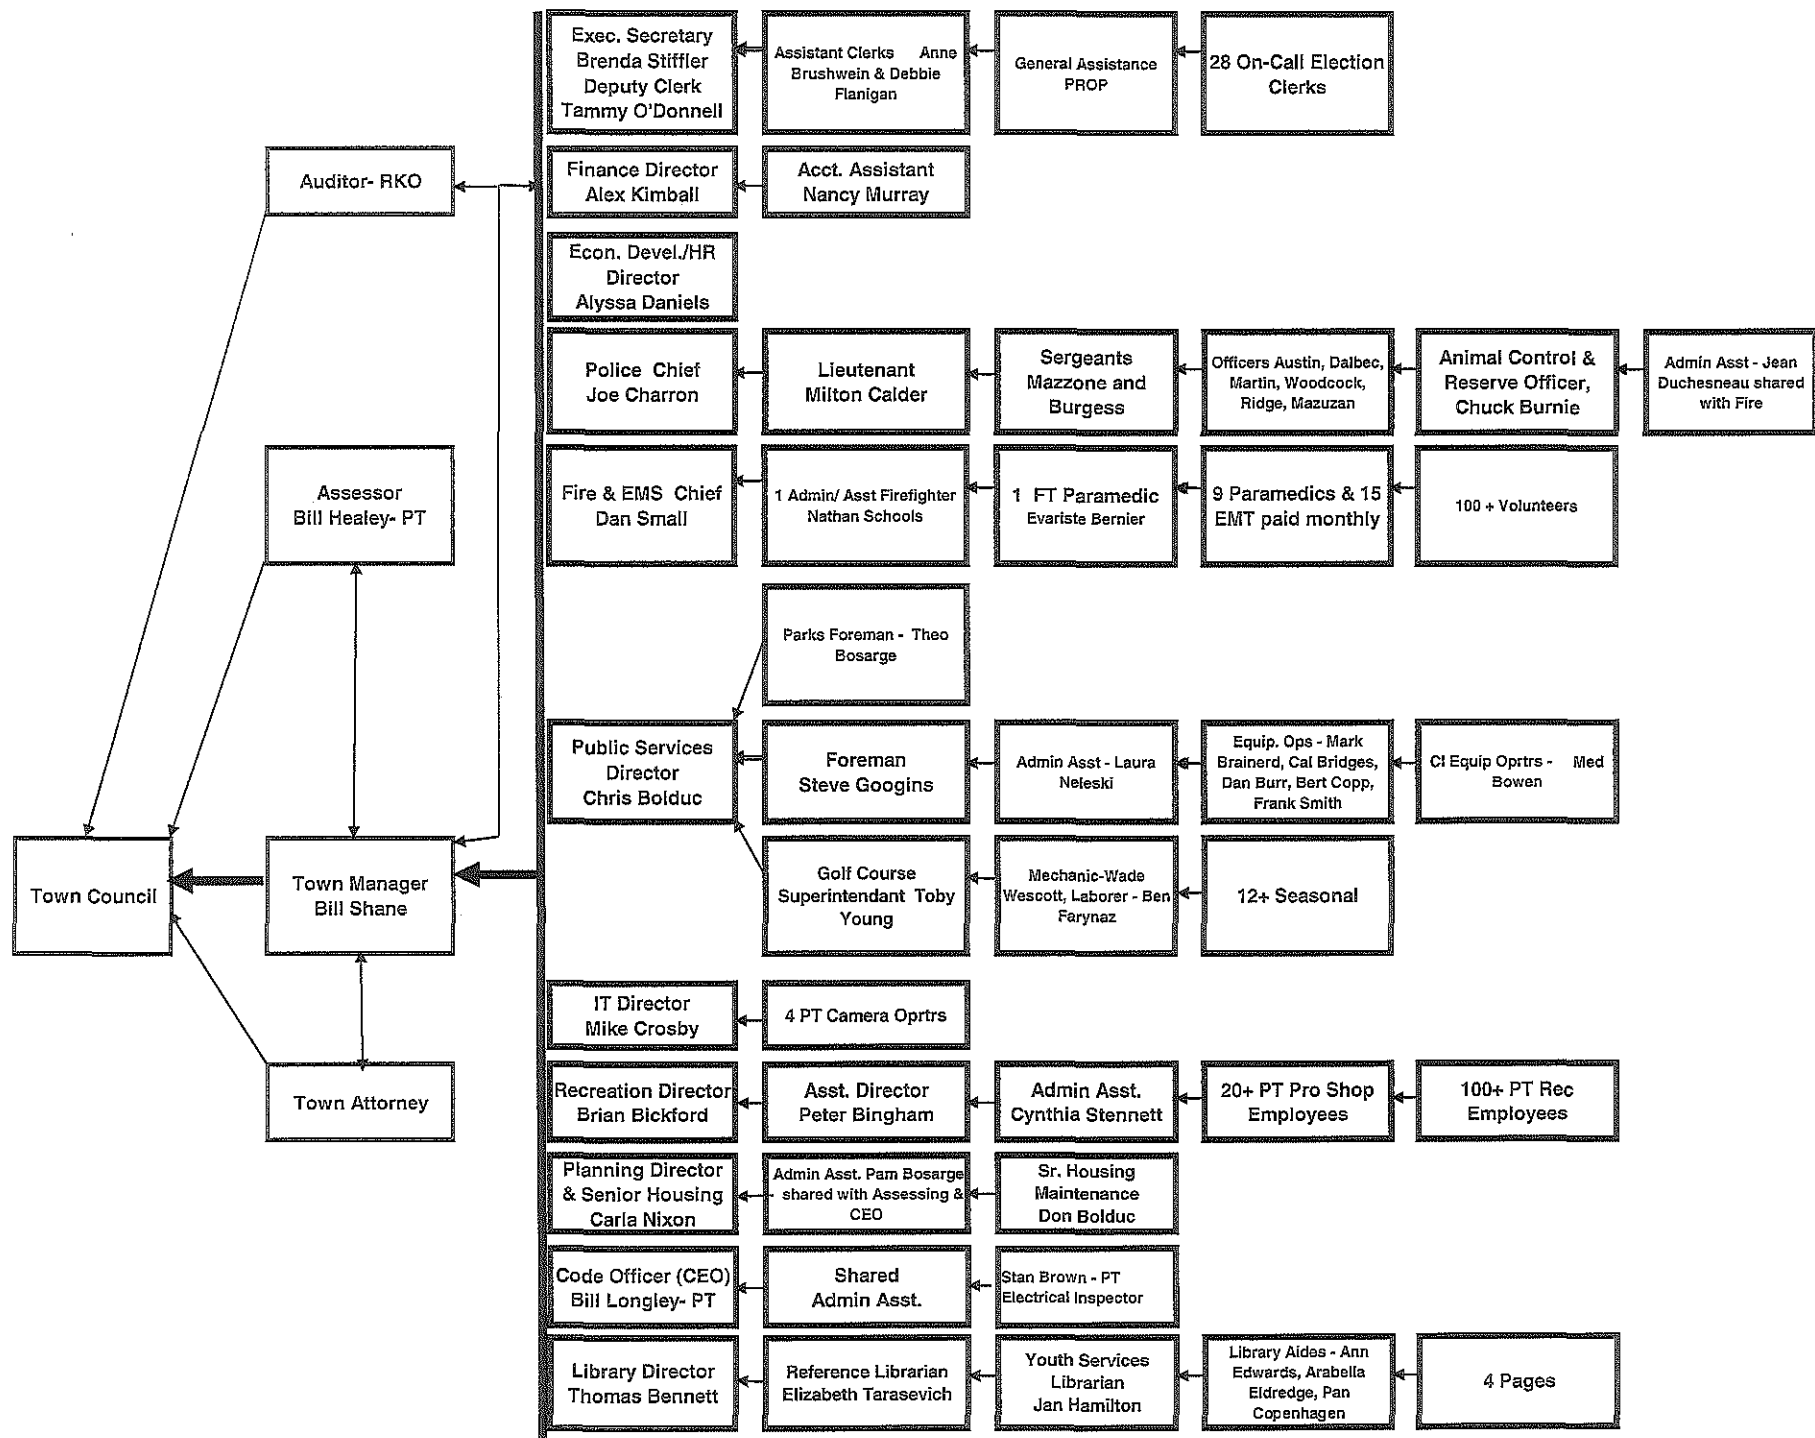 Exec. Secretary
Brenda Stiffler
Deputy Clerk
Tammy O'Donnell
Assistant Clerks Anne
Brushwein & Debbie
Flanigan
General Assistance
PROP
28 On-Call Election
Clerks
Auditor- RKO
Finance Director
Alex Kimball
Acct. Assistant
Nancy Murray
Econ. Devel./HR
Director
Alyssa Daniels
Police Chief
Joe Charron
Lieutenant
Milton Calder
Sergeants
Mazzone and
Burgess
Officers Austin, Dalbec,
Martin, Woodcock,
Ridge, Mazuzan
Animal Control &
Reserve Officer,
Chuck Burnie
Admin Asst - Jean
Duchesneau shared
with Fire
Assessor
Bill Healey- PT
Fire & EMS Chief
Dan Small
1 Admin/ Asst Firefighter
Nathan Schools
1 FT Paramedic
Evariste Bernier
9 Paramedics & 15
EMT paid monthly
100 + Volunteers
Parks Foreman - Theo
Bosarge
Public Services
Director
Chris Bolduc
Foreman
Steve Googins
Admin Asst - Laura
Neleski
Equip. Ops - Mark
Brainerd, Cal Bridges,
Dan Burr, Bert Copp,
Frank Smith
CI Equip Oprtrs - Med
Bowen
Town Council
Town Manager
Bill Shane
Golf Course
Superintendant Toby
Young
Mechanic-Wade
Wescott, Laborer - Ben
Farynaz
12+ Seasonal
IT Director
Mike Crosby
4 PT Camera Oprtrs
Town Attorney
Recreation Director
Brian Bickford
Asst. Director
Peter Bingham
Admin Asst.
Cynthia Stennett
20+ PT Pro Shop
Employees
100+ PT Rec
Employees
Planning Director
& Senior Housing
Carla Nixon
Admin Asst. Pam Bosarge
- shared with Assessing &
CEO
Sr. Housing
Maintenance
Don Bolduc
Code Officer (CEO)
Bill Longley- PT
Shared
Admin Asst.
Stan Brown - PT
Electrical Inspector
Library Director
Thomas Bennett
Reference Librarian
Elizabeth Tarasevich
Youth Services
Librarian
Jan Hamilton
Library Aides - Ann
Edwards, Arabella
Eldredge, Pan
Copenhagen
4 Pages